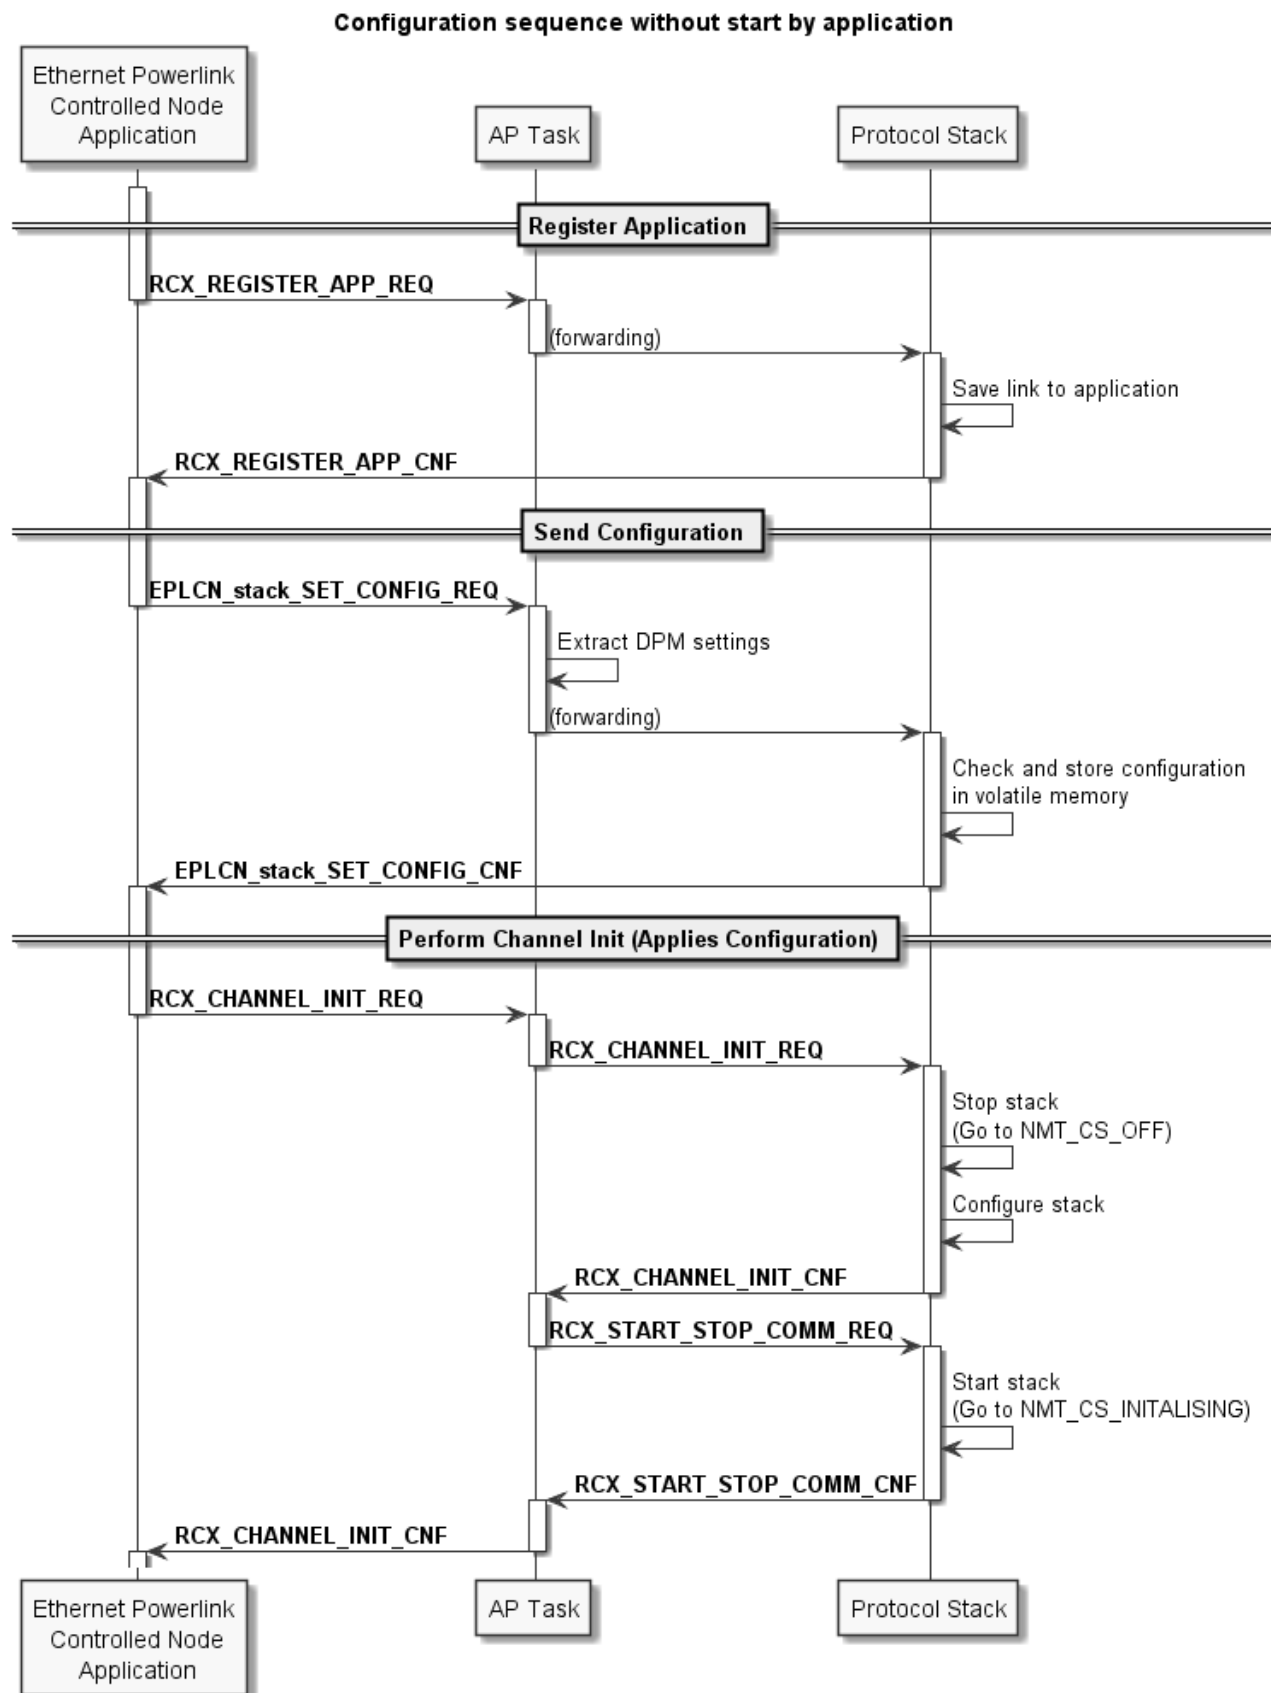 Configuration sequence without start by application
Ethernet Powerlink
Controlled Node
Application
AP Task
Protocol Stack
Register Application
RCX_REGISTER_APP_REQ
(forwarding)
Save link to application
RCX_REGISTER_APP_CNF
Send Configuration
EPLCN_stack_SET_CONFIG_REQ
Extract DPM settings
(forwarding)
Check and store configuration
in volatile memory
EPLCN_stack_SET_CONFIG_CNF
Perform Channel Init (Applies Configuration)
RCX_CHANNEL_INIT_REQ
RCX_CHANNEL_INIT_REQ
Stop stack
(Go to NMT_CS_OFF)
Configure stack
RCX_CHANNEL_INIT_CNF
RCX_START_STOP_COMM_REQ
Start stack
(Go to NMT_CS_INITALISING)
RCX_START_STOP_COMM_CNF
RCX_CHANNEL_INIT_CNF
Ethernet Powerlink
Controlled Node
Application
AP Task
Protocol Stack